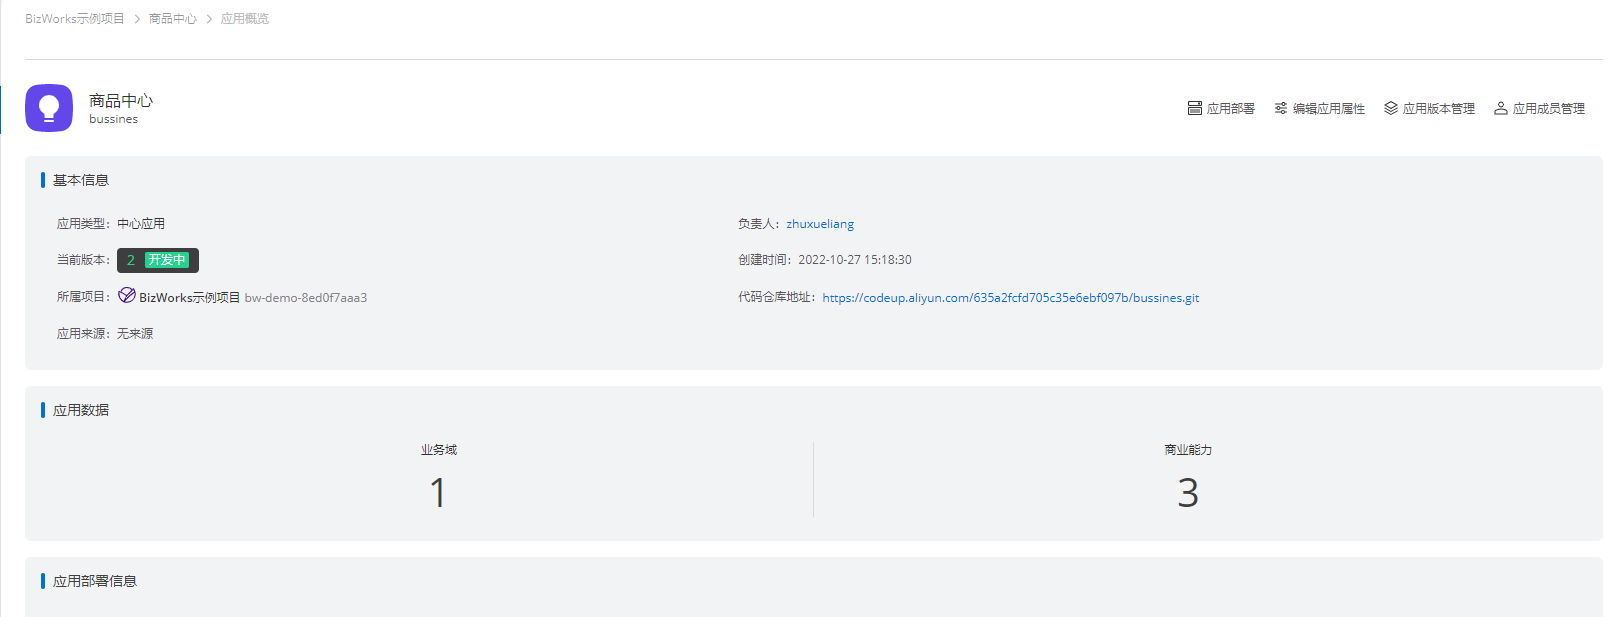 BizWorks示例项目 > 商品中心 > 应用概览
商品中心
bussines
应用部署 编辑应用属性 应用版本管理 应用成员管理
基本信息
应用类型： 中心应用 负责人： zhuxueliang
当前版本： 2 开发中 创建时间： 2022-10-27 15:18:30
所属项目： BizWorks示例项目 bw-demo-8ed0f7aaa3 代码仓库地址： https://codeup.aliyun.com/635a2fcfd705c35e6ebf097b/bussines.git
应用来源： 无来源
应用数据
业务域 商业能力
1 3
应用部署信息